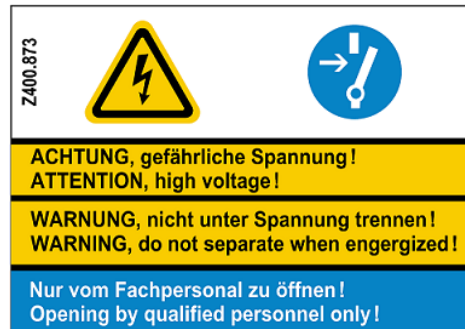 Z400.873
ACHTUNG, gefährliche Spannung!
ATTENTION, high voltage!
WARNUNG, nicht unter Spannung trennen!
WARNING, do not separate when engergized!
Nur vom Fachpersonal zu öffnen!
Opening by qualified personnel only!